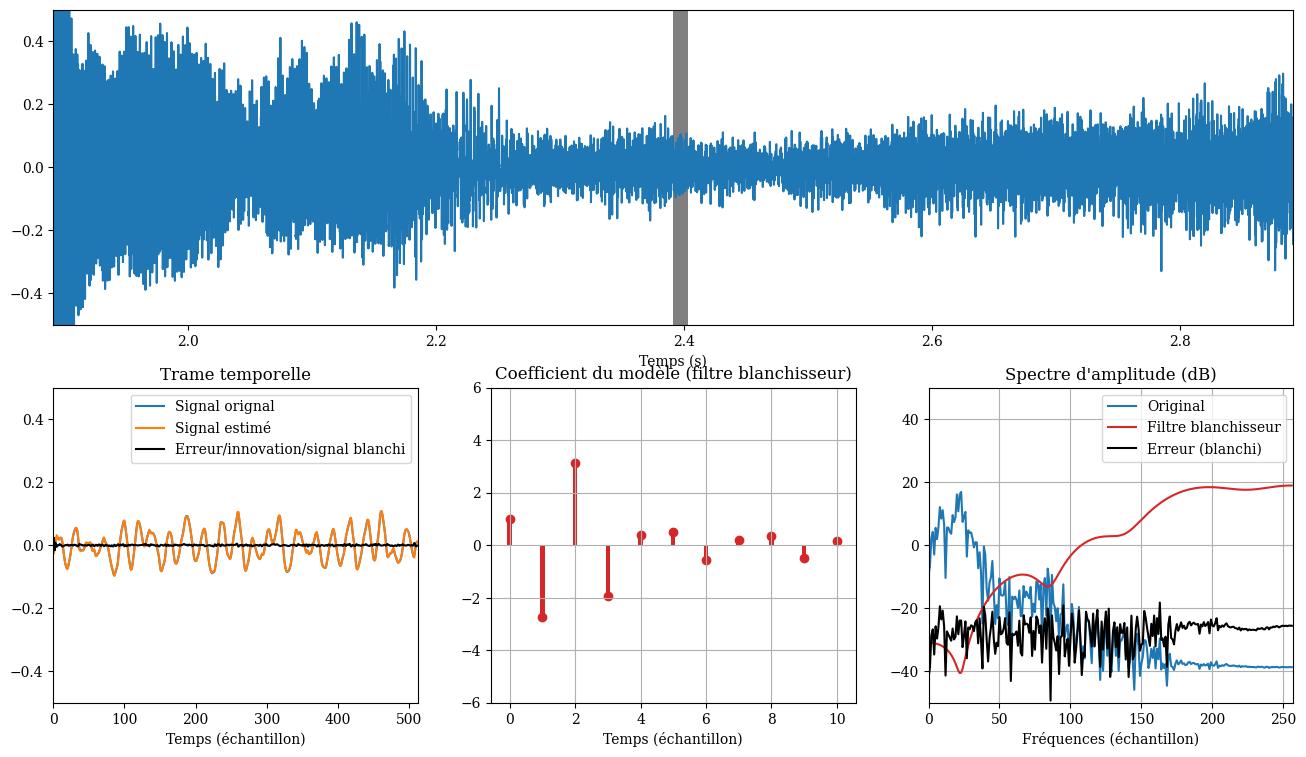 0.4
0.2
0.0
−0.2
−0.4
2.0 2.2 2.4 2.6 2.8
Temps (s)
Trame temporelle
0.4
0.2
0.0
−0.2
−0.4
Signal orignal
Signal estimé
Erreur/innovation/signal blanchi
0 100 200 300 400 500
Temps (échantillon)
Coefficient du modèle (filtre blanchisseur)
6
4
2
0
−2
−4
−6
0 2 4 6 8 10
Temps (échantillon)
Spectre d'amplitude (dB)
40
20
0
−20
−40
Original
Filtre blanchisseur
Erreur (blanchi)
0 50 100 150 200 250
Fréquences (échantillon)